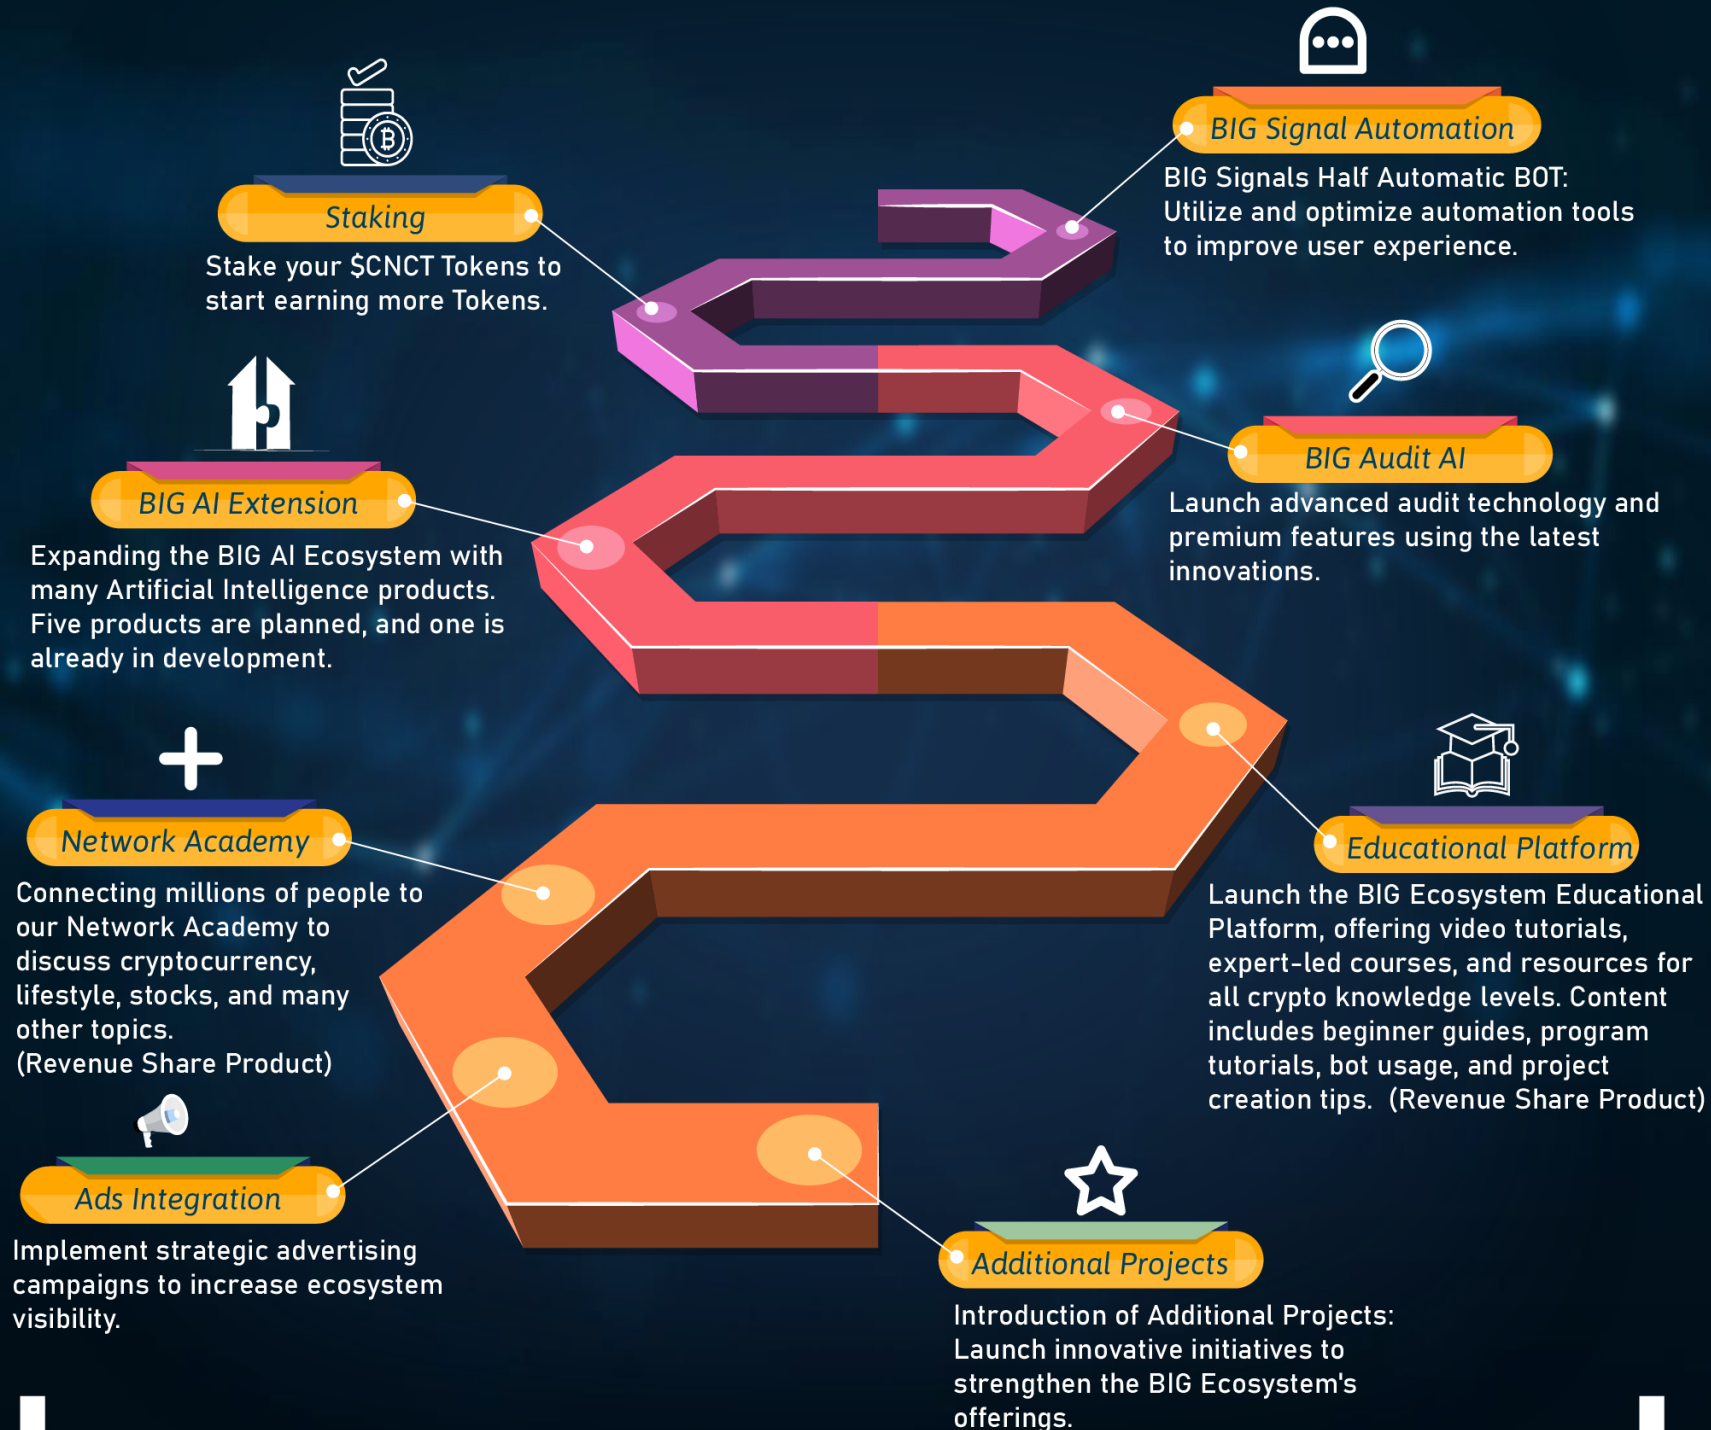 BIG Signal Automation
BIG Signals Half Automatic BOT:
Utilize and optimize automation tools
to improve user experience.
Staking
Stake your $CNCT Tokens to
start earning more Tokens.
BIG Audit AI
Launch advanced audit technology and
premium features using the latest
innovations.
BIG AI Extension
Expanding the BIG AI Ecosystem with
many Artificial Intelligence products.
Five products are planned, and one is
already in development.
Educational Platform
Launch the BIG Ecosystem Educational
Platform, offering video tutorials,
expert-led courses, and resources for
all crypto knowledge levels. Content
includes beginner guides, program
tutorials, bot usage, and project
creation tips. (Revenue Share Product)
Network Academy
Connecting millions of people to
our Network Academy to
discuss cryptocurrency,
lifestyle, stocks, and many
other topics.
(Revenue Share Product)
Ads Integration
Implement strategic advertising
campaigns to increase ecosystem
visibility.
Additional Projects
Introduction of Additional Projects:
Launch innovative initiatives to
strengthen the BIG Ecosystem's
offerings.